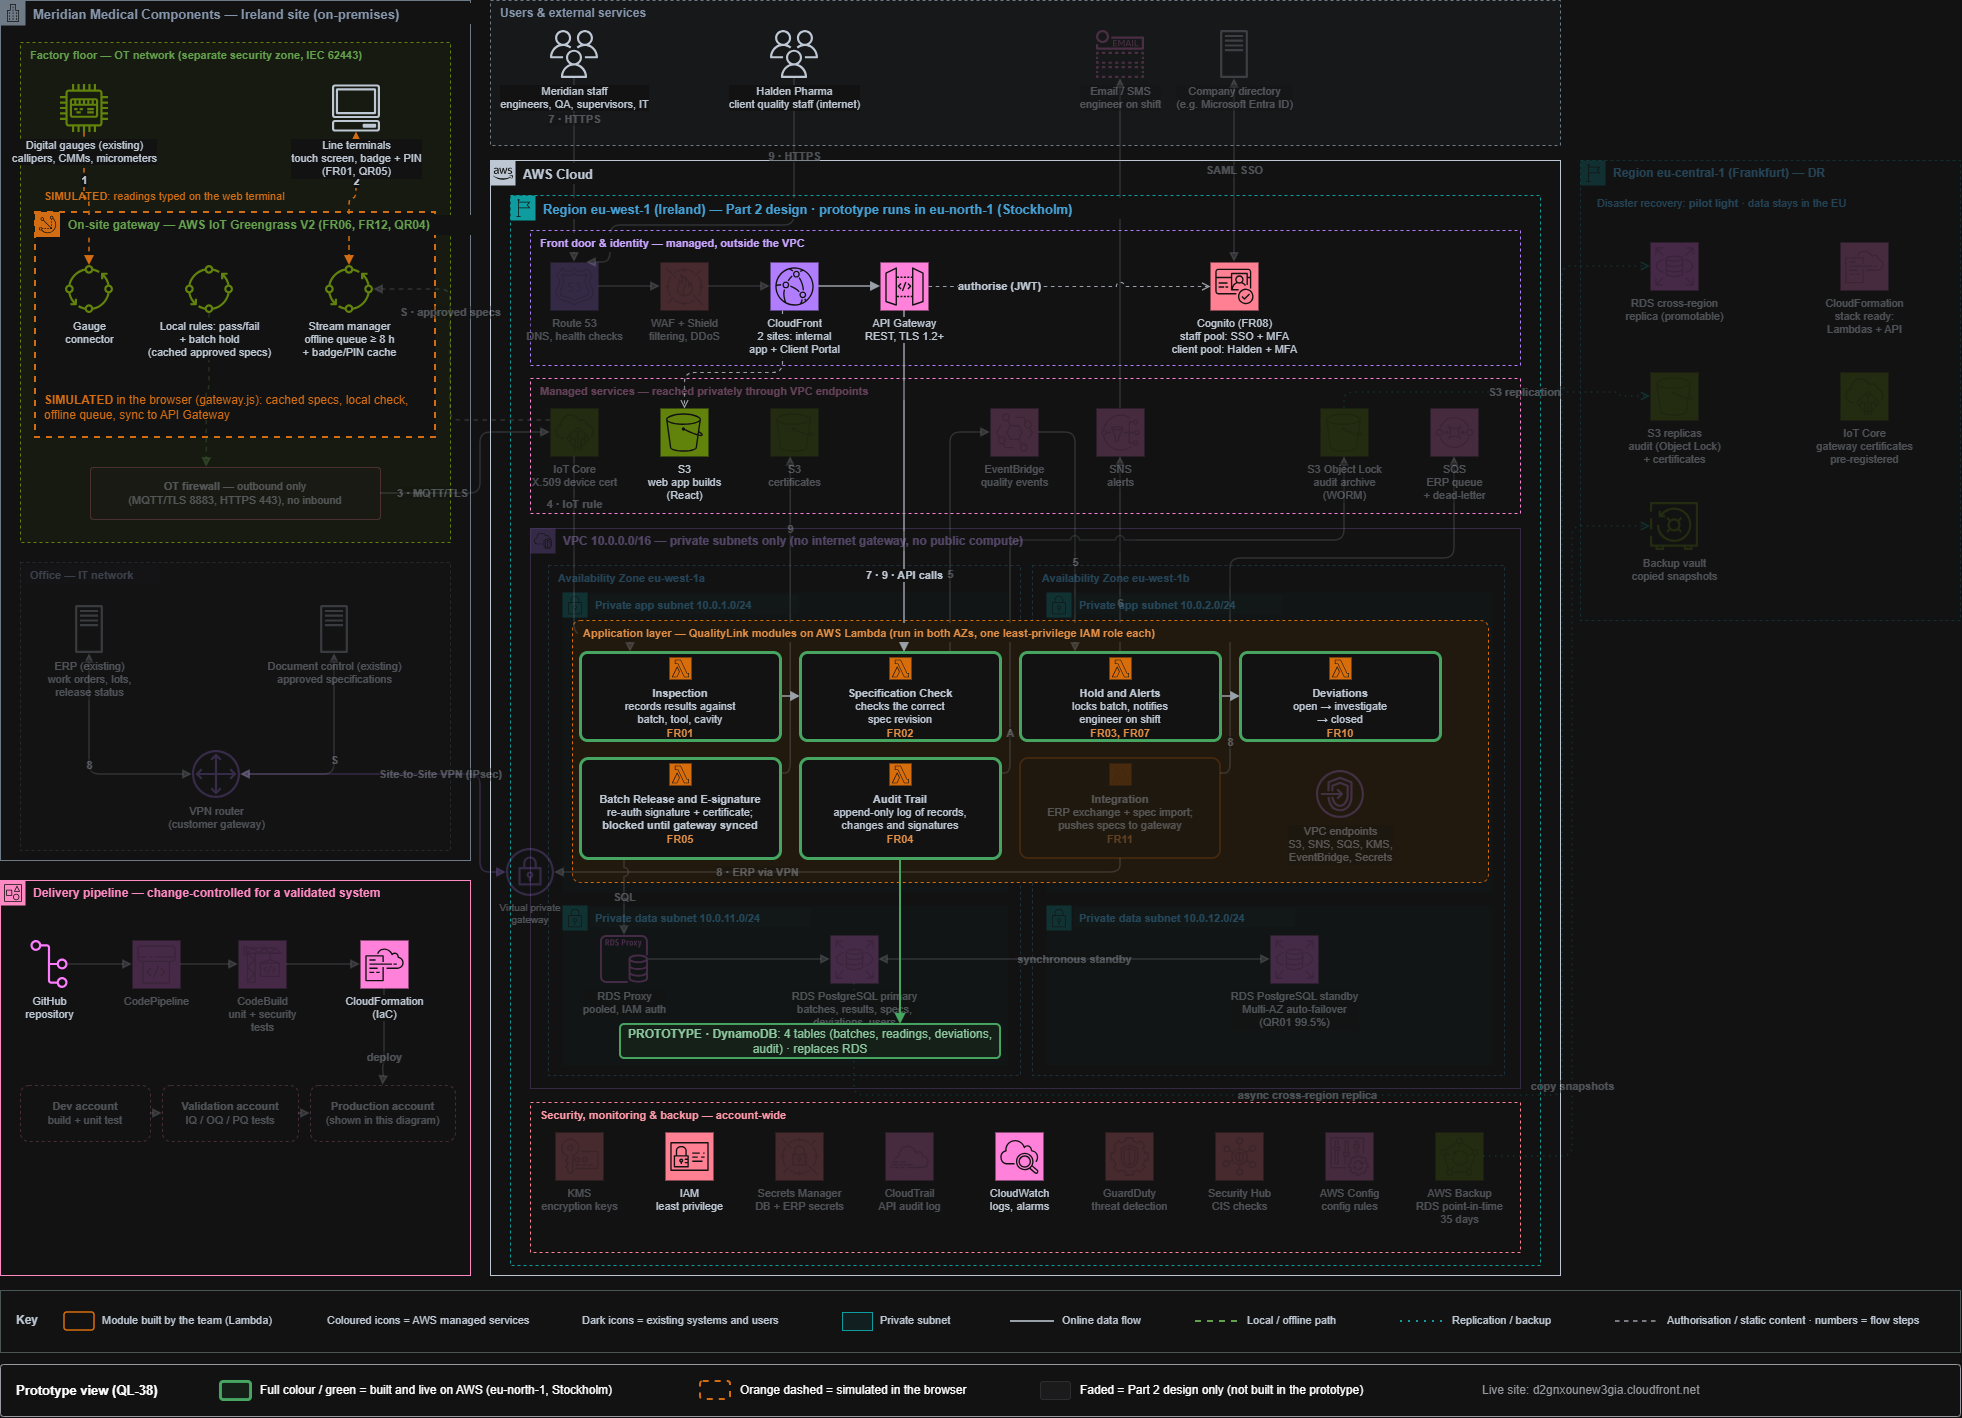 Meridian Medical Components — Ireland site (on-premises)
Factory floor — OT network (separate security zone, IEC 62443)
Digital gauges (existing)
callipers, CMMs, micrometers
Line terminals
touch screen, badge + PIN
(FR01, QR05)
1
2
SIMULATED: readings typed on the web terminal
On-site gateway — AWS IoT Greengrass V2 (FR06, FR12, QR04)
Gauge
connector
Local rules: pass/fail
+ batch hold
(cached approved specs)
Stream manager
offline queue ≥ 8 h
+ badge/PIN cache
S · approved specs
SIMULATED in the browser (gateway.js): cached specs, local check,
offline queue, sync to API Gateway
OT firewall — outbound only
(MQTT/TLS 8883, HTTPS 443), no inbound
3 · MQTT/TLS
Office — IT network
ERP (existing)
work orders, lots,
release status
Document control (existing)
approved specifications
8
S
VPN router
(customer gateway)
Site-to-Site VPN (IPsec)
Delivery pipeline — change-controlled for a validated system
GitHub
repository
CodePipeline
CodeBuild
unit + security
tests
CloudFormation
(IaC)
deploy
Dev account
build + unit test
Validation account
IQ / OQ / PQ tests
Production account
(shown in this diagram)
Users & external services
Meridian staff
engineers, QA, supervisors, IT
7 · HTTPS
Halden Pharma
client quality staff (internet)
9 · HTTPS
EMAIL
Email / SMS
engineer on shift
Company directory
(e.g. Microsoft Entra ID)
SAML SSO
aws
AWS Cloud
Region eu-west-1 (Ireland) — Part 2 design · prototype runs in eu-north-1 (Stockholm)
Front door & identity — managed, outside the VPC
Route 53
DNS, health checks
WAF + Shield
filtering, DDoS
CloudFront
2 sites: internal
app + Client Portal
API Gateway
REST, TLS 1.2+
authorise (JWT)
Cognito (FR08)
staff pool: SSO + MFA
client pool: Halden + MFA
Managed services — reached privately through VPC endpoints
IoT Core
X.509 device cert
4 · IoT rule
S3
web app builds
(React)
S3
certificates
9
EventBridge
quality events
SNS
alerts
S3 Object Lock
audit archive
(WORM)
SQS
ERP queue
+ dead-letter
S3 replication
VPC 10.0.0.0/16 — private subnets only (no internet gateway, no public compute)
Availability Zone eu-west-1a
7 · 9 · API calls
5
5
Availability Zone eu-west-1b
Private app subnet 10.0.1.0/24
Private app subnet 10.0.2.0/24
6
Application layer — QualityLink modules on AWS Lambda (run in both AZs, one least-privilege IAM role each)
Inspection
records results against
batch, tool, cavity
FR01
Specification Check
checks the correct
spec revision
FR02
A
Hold and Alerts
locks batch, notifies
engineer on shift
FR03, FR07
8
Deviations
open → investigate
→ closed
FR10
Batch Release and E-signature
re-auth signature + certificate;
blocked until gateway synced
FR05
Audit Trail
append-only log of records,
changes and signatures
FR04
Integration
ERP exchange + spec import;
pushes specs to gateway
FR11
VPC endpoints
S3, SNS, SQS, KMS,
EventBridge, Secrets
8 · ERP via VPN
Virtual private
gateway
SQL
Private data subnet 10.0.11.0/24
Private data subnet 10.0.12.0/24
RDS Proxy
RDS Proxy
pooled, IAM auth
RDS PostgreSQL primary
batches, results, specs,
deviations, users
synchronous standby
RDS PostgreSQL standby
Multi-AZ auto-failover
(QR01 99.5%)
PROTOTYPE · DynamoDB: 4 tables (batches, readings, deviations,
audit) · replaces RDS
copy snapshots
async cross-region replica
Security, monitoring & backup — account-wide
KMS
encryption keys
IAM
least privilege
Secrets Manager
DB + ERP secrets
CloudTrail
API audit log
CloudWatch
logs, alarms
GuardDuty
threat detection
Security Hub
CIS checks
AWS Config
config rules
AWS Backup
RDS point-in-time
35 days
Region eu-central-1 (Frankfurt) — DR
Disaster recovery: pilot light · data stays in the EU
RDS cross-region
replica (promotable)
CloudFormation
stack ready:
Lambdas + API
S3 replicas
audit (Object Lock)
+ certificates
IoT Core
gateway certificates
pre-registered
Backup vault
copied snapshots
Key
Module built by the team (Lambda)
Coloured icons = AWS managed services
Dark icons = existing systems and users
Private subnet
Online data flow
Local / offline path
Replication / backup
Authorisation / static content · numbers = flow steps
Prototype view (QL-38)
Full colour / green = built and live on AWS (eu-north-1, Stockholm)
Orange dashed = simulated in the browser
Faded = Part 2 design only (not built in the prototype)
Live site: d2gnxounew3gia.cloudfront.net